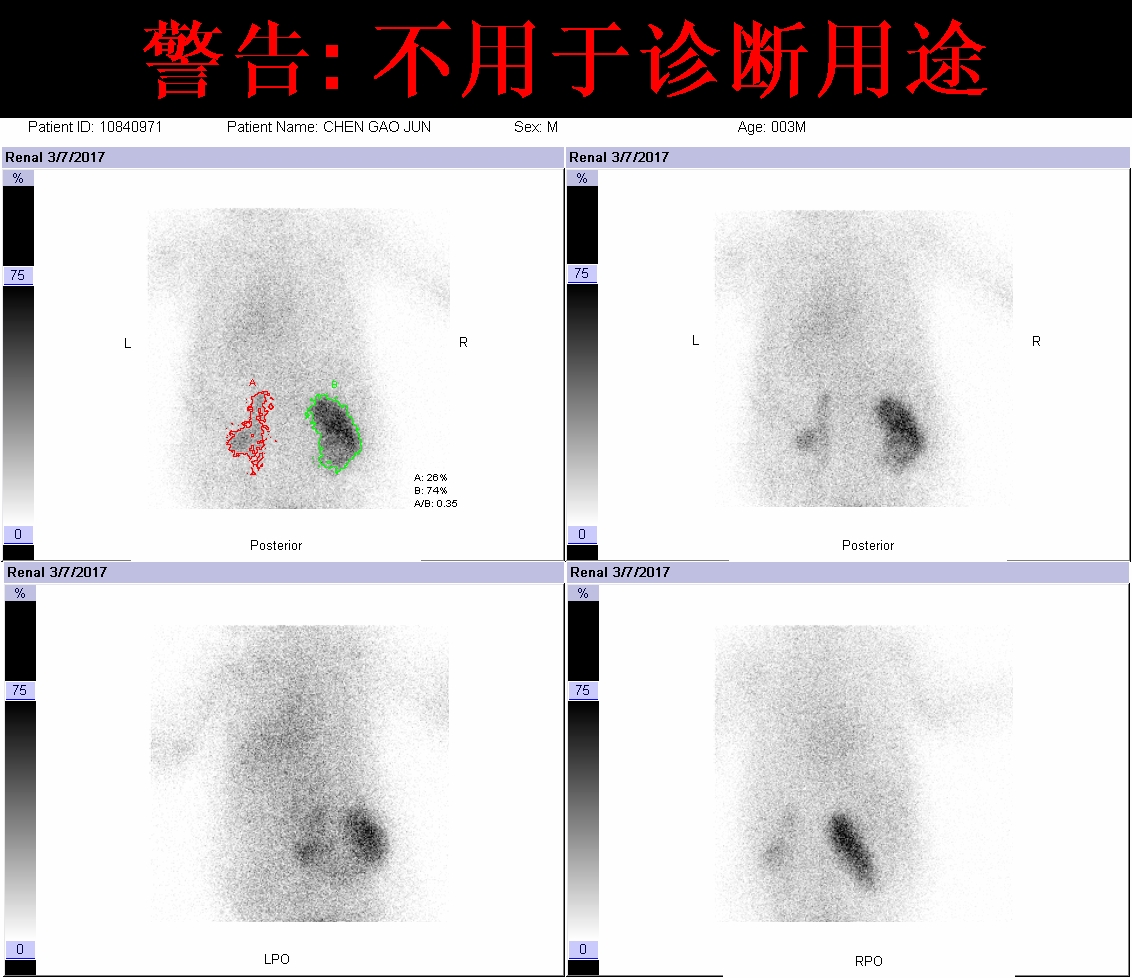 警告: 不用于诊断用途
Patient ID: 10840971 Patient Name: CHEN GAO JUN Sex: M Age: 003M
Renal 3/7/2017
%
75
L
R
A
B
A: 26%
B: 74%
A/B: 0.35
0
Posterior
Renal 3/7/2017
%
75
L
R
0
Posterior
Renal 3/7/2017
%
75
0
LPO
Renal 3/7/2017
%
75
0
RPO